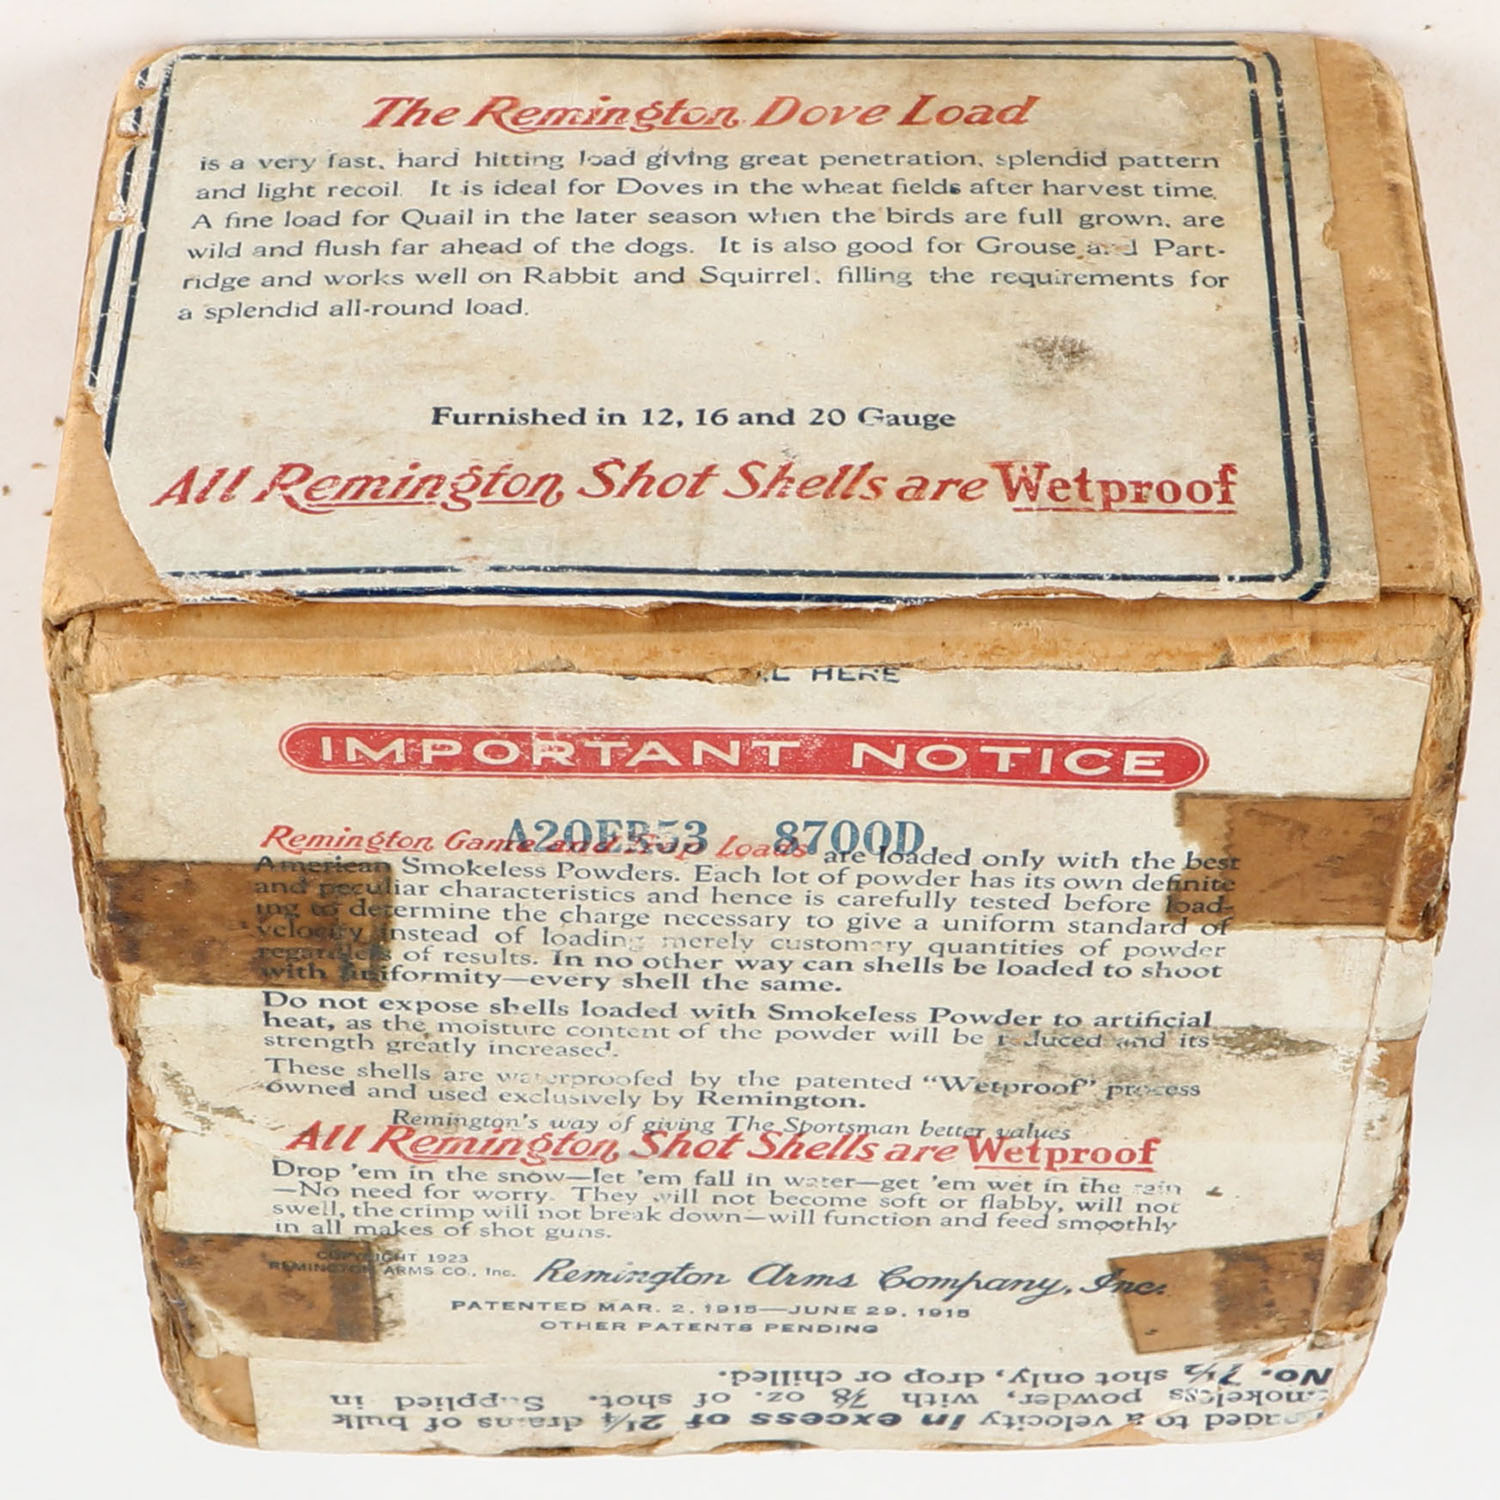 The Remington Dove Load
is a very fast, hard hitting load giving great penetration, splendid pattern
and light recoil. It is ideal for Doves in the wheat fields after harvest time.
A fine load for Quail in the later season when the birds are full grown, are
wild and flush far ahead of the dogs. It is also good for Grouse and Part-
ridge and works well on Rabbit and Squirrel, filling the requirements for
a splendid all-round load.
Furnished in 12, 16 and 20 Gauge
All Remington Shot Shells are Wetproof
HERE
IMPORTANT NOTICE
A20EB53 8700D
Remington Game and Trap Loads are loaded only with the best
American Smokeless Powders. Each lot of powder has its own definite
and peculiar characteristics and hence is carefully tested before load-
ing to determine the charge necessary to give a uniform standard of
velocity instead of loading merely customary quantities of powder
regardless of results. In no other way can shells be loaded to shoot
with uniformity—every shell the same.
Do not expose shells loaded with Smokeless Powder to artificial
heat, as the moisture content of the powder will be reduced and its
strength greatly increased.
These shells are waterproofed by the patented "Wetproof" process
owned and used exclusively by Remington.
Remington's way of giving The Sportsman better values
All Remington Shot Shells are Wetproof
Drop 'em in the snow—let 'em fall in water—get 'em wet in the rain
—No need for worry. They will not become soft or flabby, will not
swell, the crimp will not break down—will function and feed smoothly
in all makes of shot guns.
COPYRIGHT 1923
REMINGTON ARMS CO., Inc.
Remington Arms Company, Inc.
PATENTED MAR. 2, 1915—JUNE 29, 1915
OTHER PATENTS PENDING
Loaded to a velocity in excess of 2¼ drams of bulk
smokeless powder, with ⅞ oz. of shot. Supplied in
No. 7½ shot only, drop or chilled.